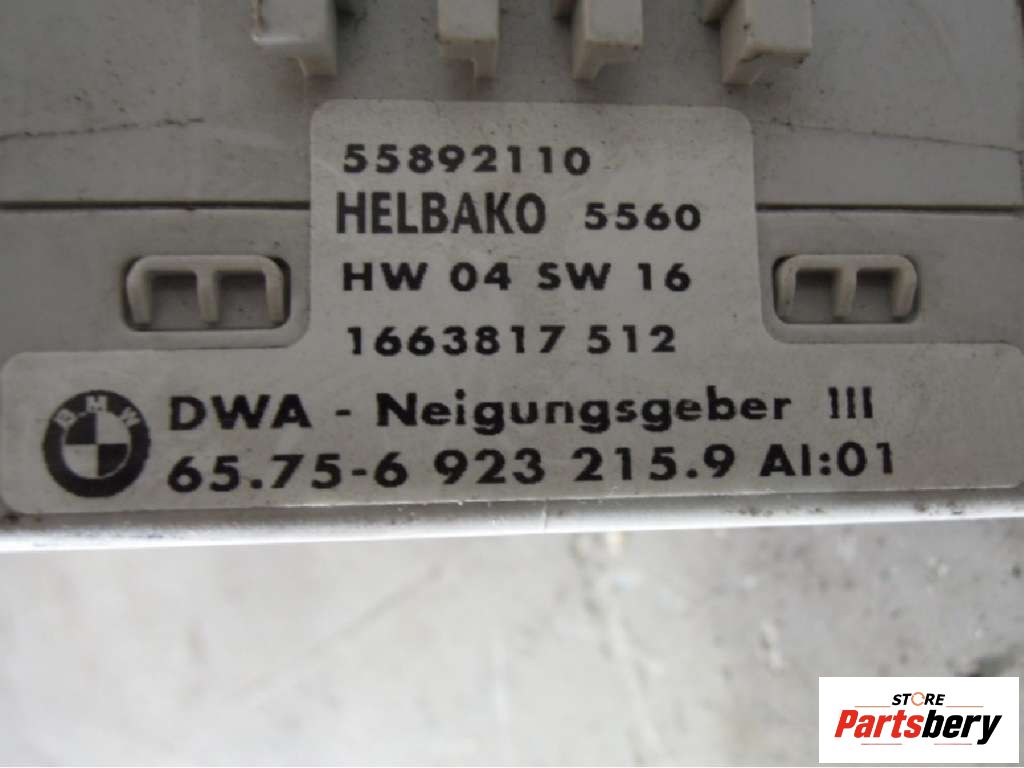 55892110
HELBAKO 5560
HW 04 SW 16
1663817 512
BMW
DWA - Neigungsgeber III
65.75-6 923 215.9 AI:01
STORE
Partsbery